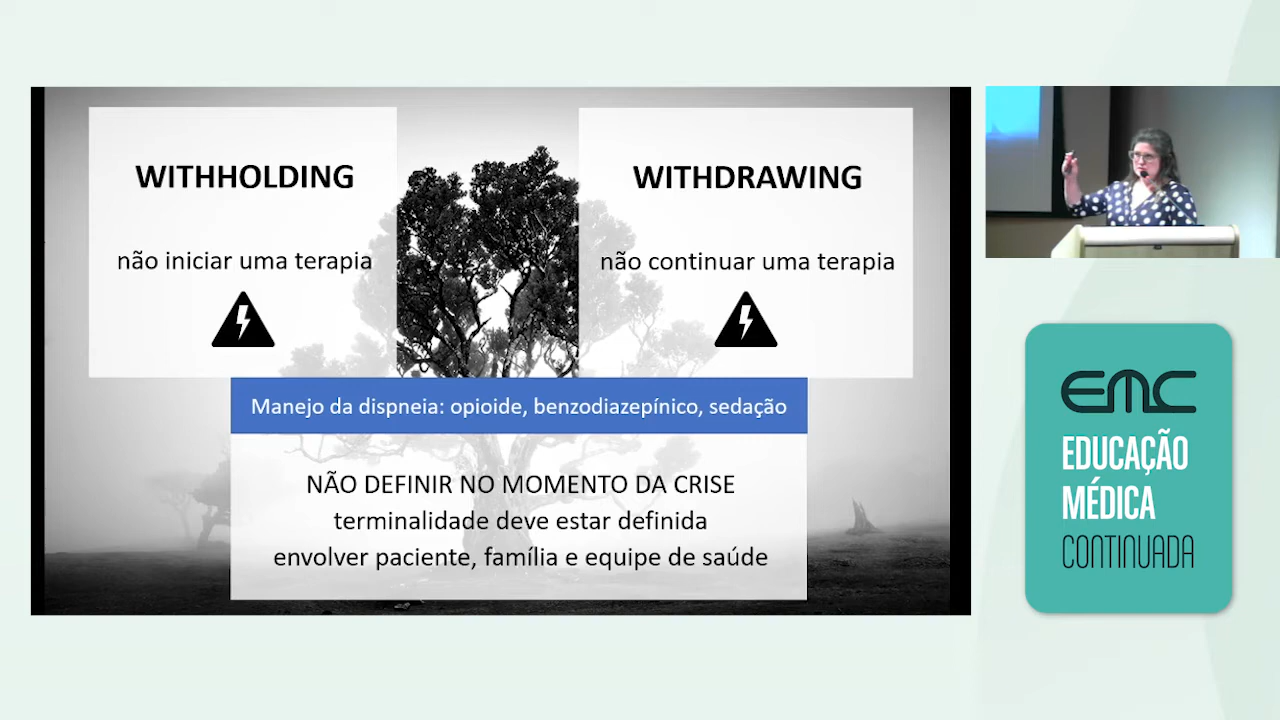 WITHHOLDING
não iniciar uma terapia
WITHDRAWING
não continuar uma terapia
Manejo da dispneia: opioide, benzodiazepínico, sedação
NÃO DEFINIR NO MOMENTO DA CRISE
terminalidade deve estar definida
envolver paciente, família e equipe de saúde
EMC
EDUCAÇÃO
MÉDICA
CONTINUADA